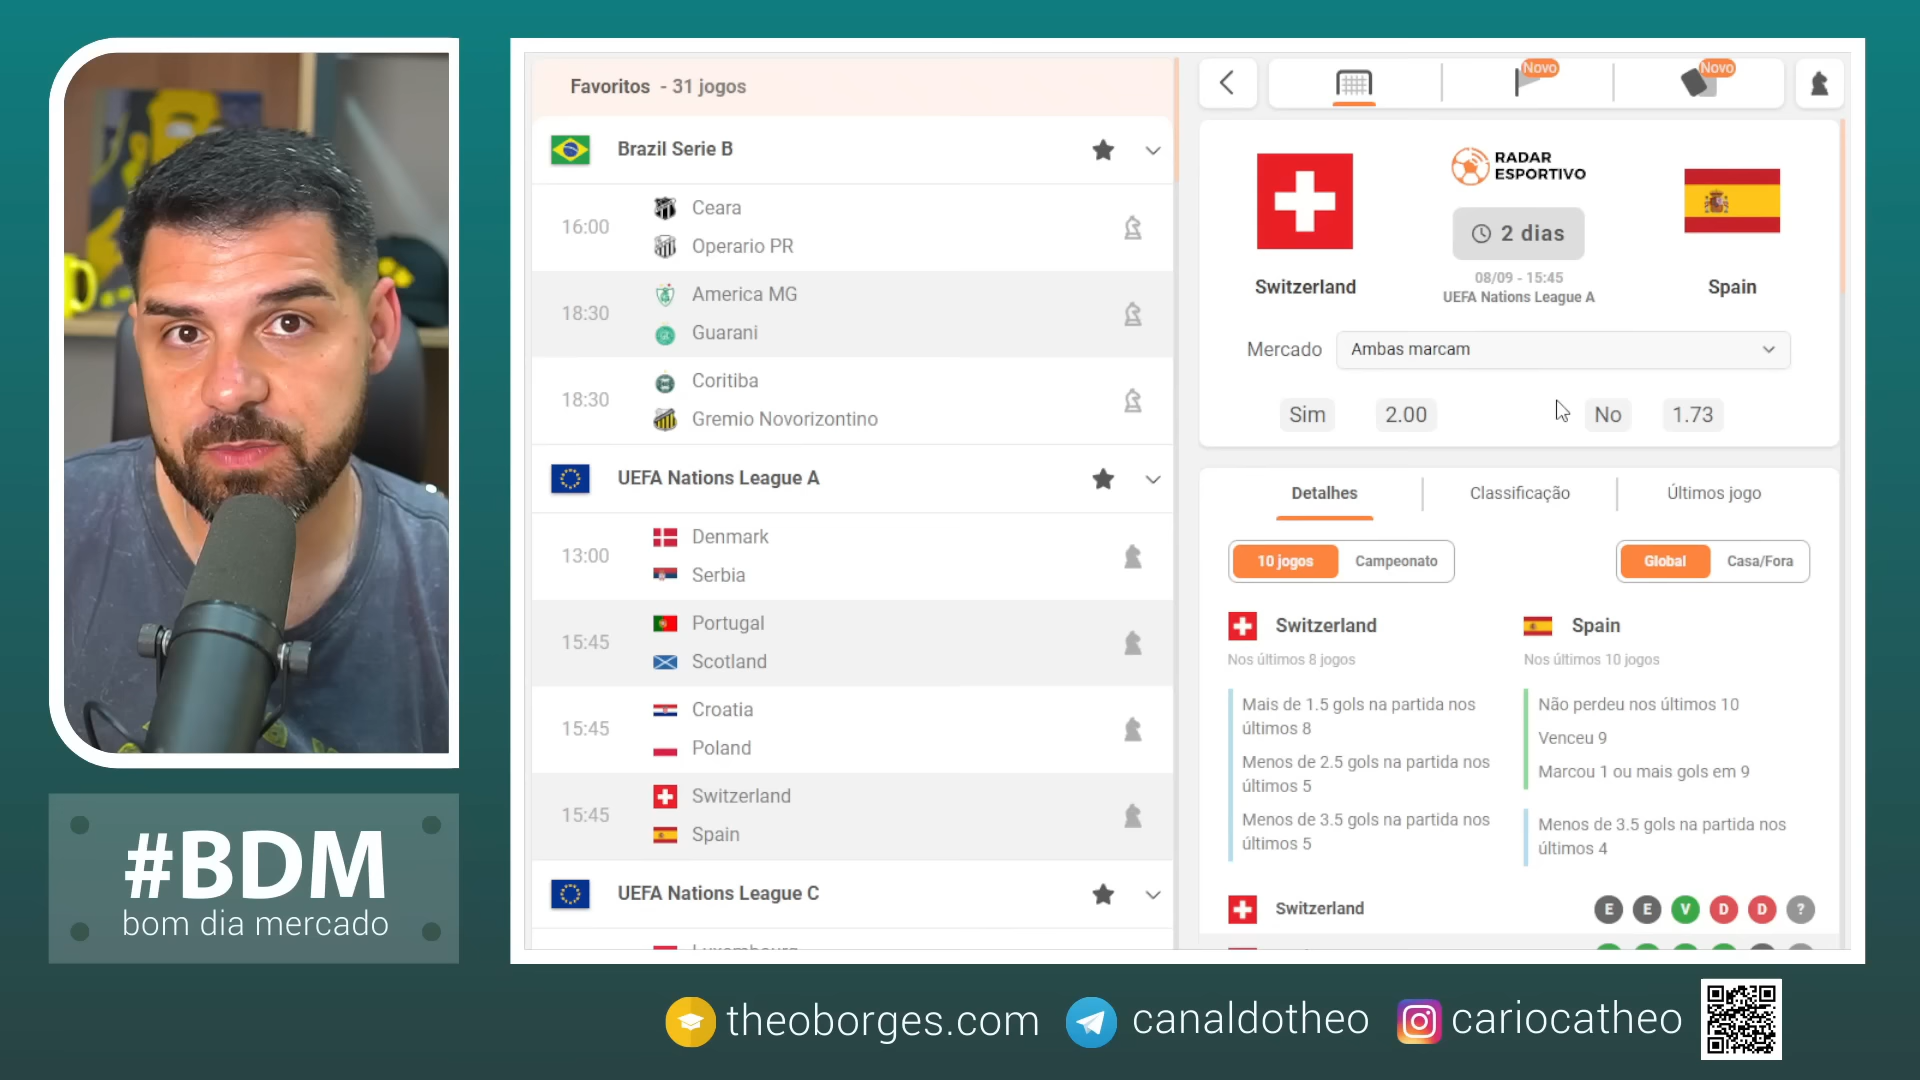 Favoritos - 31 jogos
Brazil Serie B
16:00
Ceara
Operario PR
18:30
America MG
Guarani
18:30
Coritiba
Gremio Novorizontino
UEFA Nations League A
13:00
Denmark
Serbia
15:45
Portugal
Scotland
15:45
Croatia
Poland
15:45
Switzerland
Spain
UEFA Nations League C
Novo
Novo
RADAR
ESPORTIVO
2 dias
08/09 - 15:45
UEFA Nations League A
Switzerland
Spain
Mercado
Ambas marcam
Sim 2.00
No 1.73
Detalhes
Classificação
Últimos jogo
10 jogos
Campeonato
Global
Casa/Fora
Switzerland
Nos últimos 8 jogos
Mais de 1.5 gols na partida nos
últimos 8
Menos de 2.5 gols na partida nos
últimos 5
Menos de 3.5 gols na partida nos
últimos 5
Spain
Nos últimos 10 jogos
Não perdeu nos últimos 10
Venceu 9
Marcou 1 ou mais gols em 9
Menos de 3.5 gols na partida nos
últimos 4
Switzerland
E E V D D ?
#BDM
bom dia mercado
theoborges.com
canaldotheo
cariocatheo